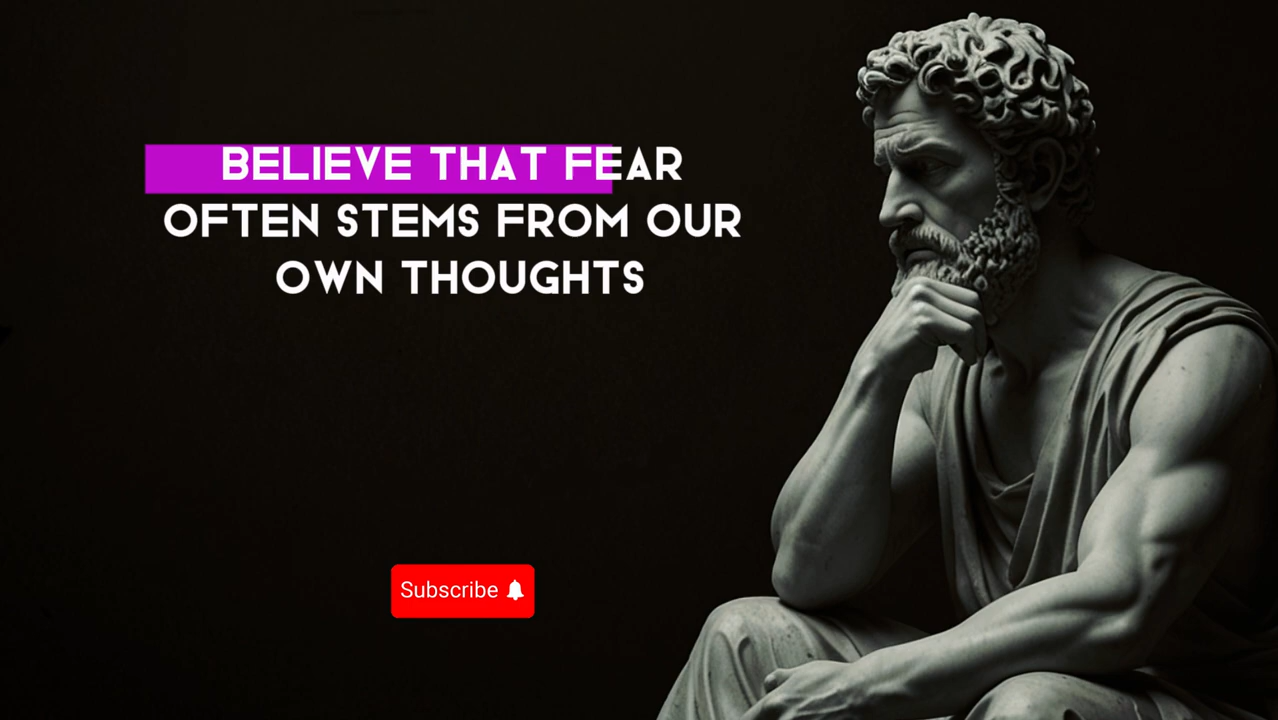 BELIEVE THAT FEAR
OFTEN STEMS FROM OUR
OWN THOUGHTS
Subscribe